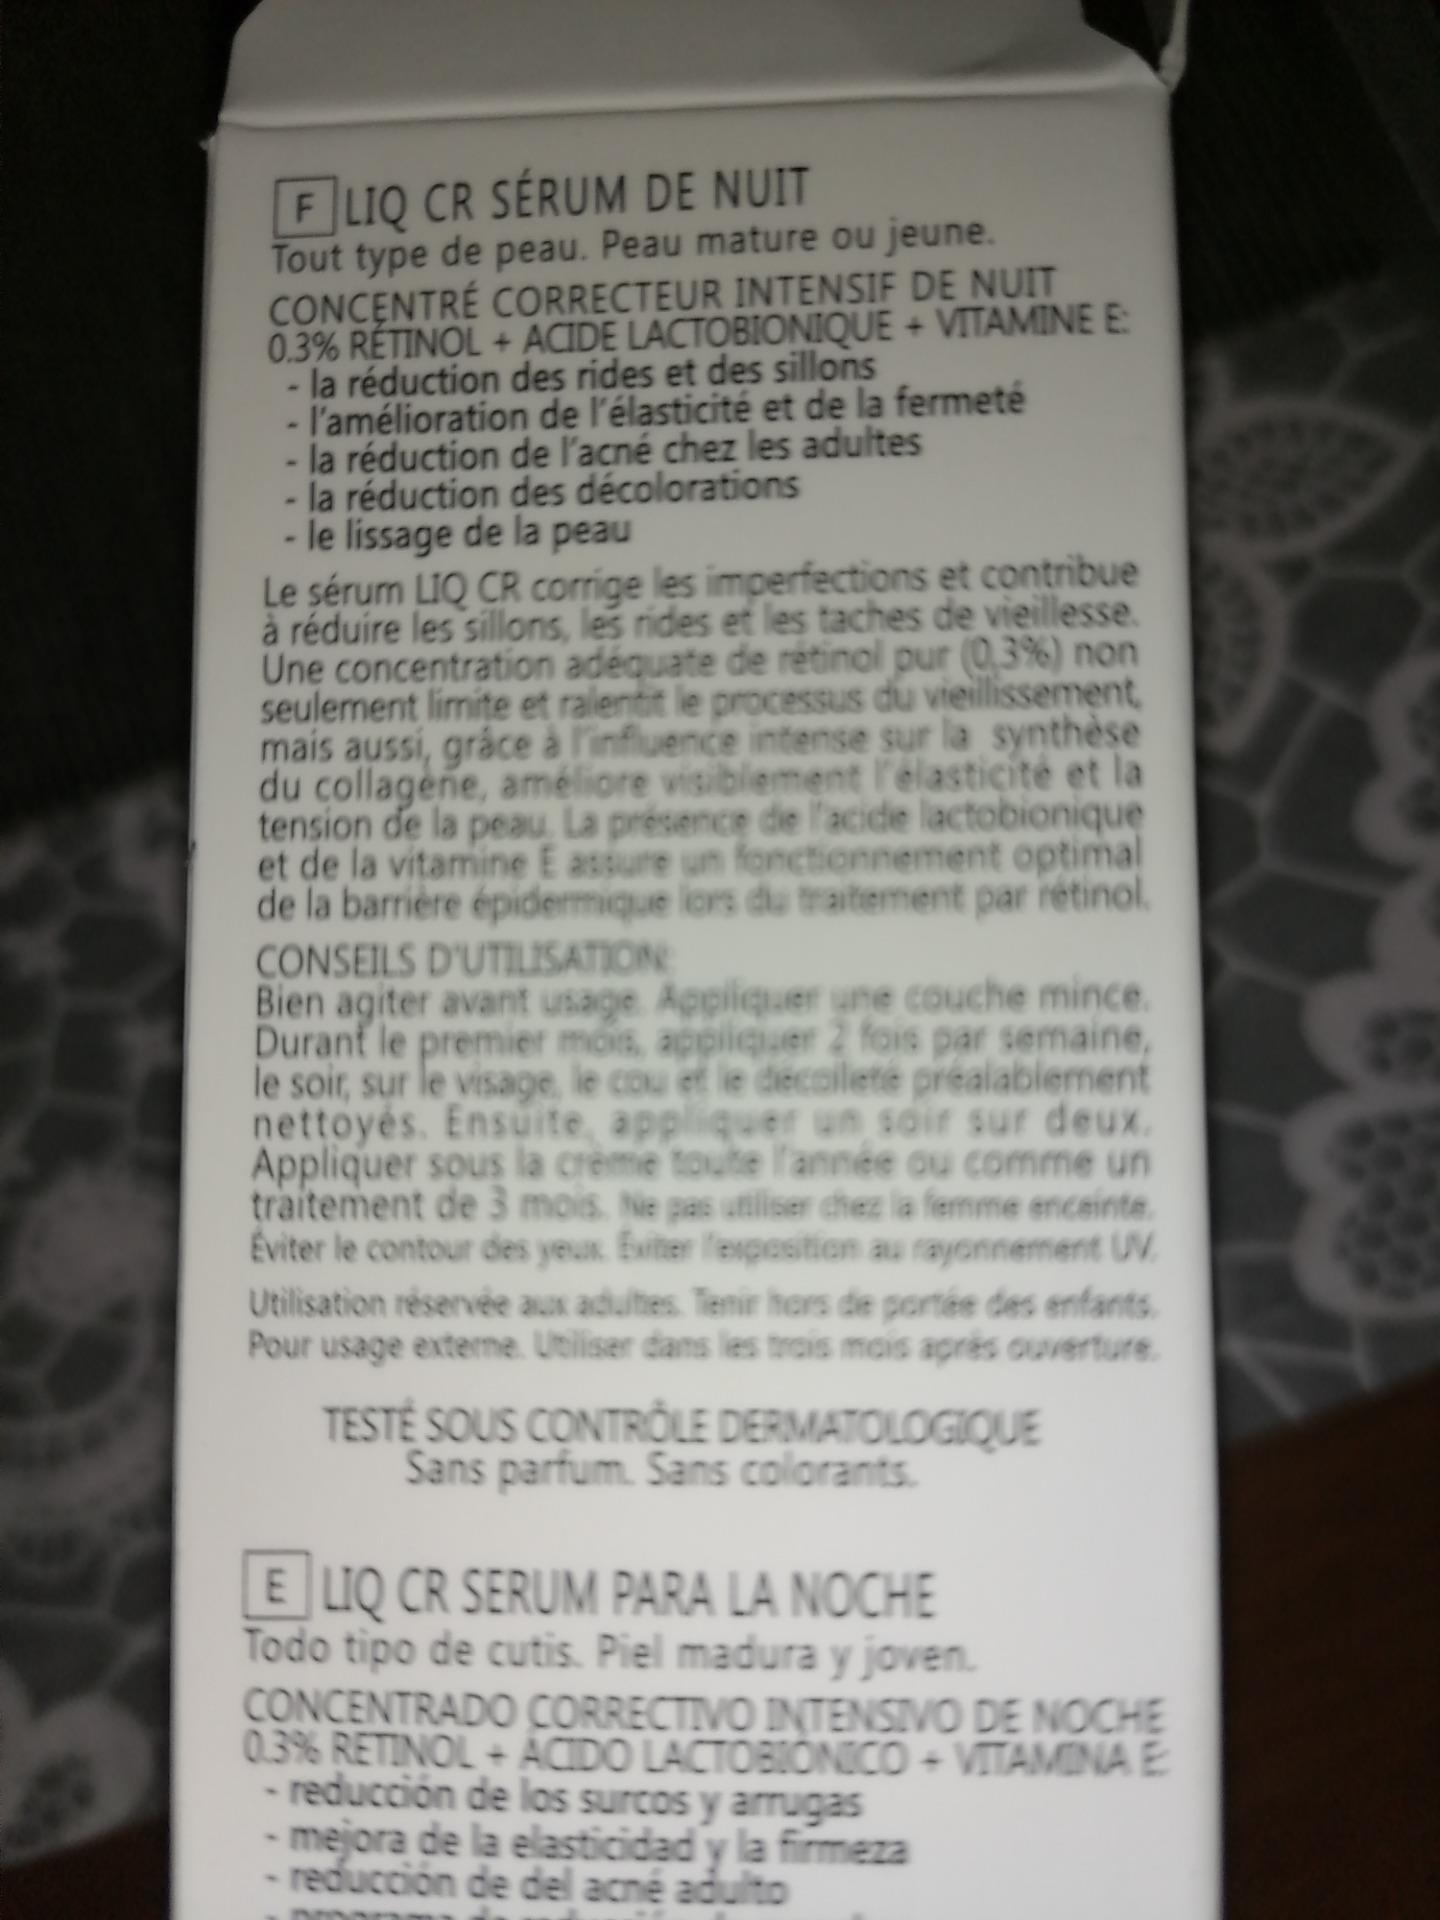 F LIQ CR SÉRUM DE NUIT
Tout type de peau. Peau mature ou jeune.
CONCENTRÉ CORRECTEUR INTENSIF DE NUIT
0.3% RÉTINOL + ACIDE LACTOBIONIQUE + VITAMINE E:
- la réduction des rides et des sillons
- l'amélioration de l'élasticité et de la fermeté
- la réduction de l'acné chez les adultes
- la réduction des décolorations
- le lissage de la peau
Le sérum LIQ CR corrige les imperfections et contribue
à réduire les sillons, les rides et les taches de vieillesse.
Une concentration adéquate de rétinol pur (0,3%) non
seulement limite et ralentit le processus du vieillissement,
mais aussi, grâce à l'influence intense sur la synthèse
du collagène, améliore visiblement l'élasticité et la
tension de la peau. La présence de l'acide lactobionique
et de la vitamine E assure un fonctionnement optimal
de la barrière épidermique lors du traitement par rétinol.
CONSEILS D'UTILISATION:
Bien agiter avant usage. Appliquer une couche mince.
Durant le premier mois, appliquer 2 fois par semaine,
le soir, sur le visage, le cou et le décolleté préalablement
nettoyés. Ensuite, appliquer un soir sur deux.
Appliquer sous la crème toute l'année ou comme un
traitement de 3 mois. Ne pas utiliser chez la femme enceinte.
Éviter le contour des yeux. Éviter l'exposition au rayonnement UV.
Utilisation réservée aux adultes. Tenir hors de portée des enfants.
Pour usage externe. Utiliser dans les trois mois après ouverture.
TESTÉ SOUS CONTRÔLE DERMATOLOGIQUE
Sans parfum. Sans colorants.
E LIQ CR SERUM PARA LA NOCHE
Todo tipo de cutis. Piel madura y joven.
CONCENTRADO CORRECTIVO INTENSIVO DE NOCHE
0.3% RETINOL + ÁCIDO LACTOBIÓNICO + VITAMINA E:
- reducción de los surcos y arrugas
- mejora de la elasticidad y la firmeza
- reducción de del acné adulto